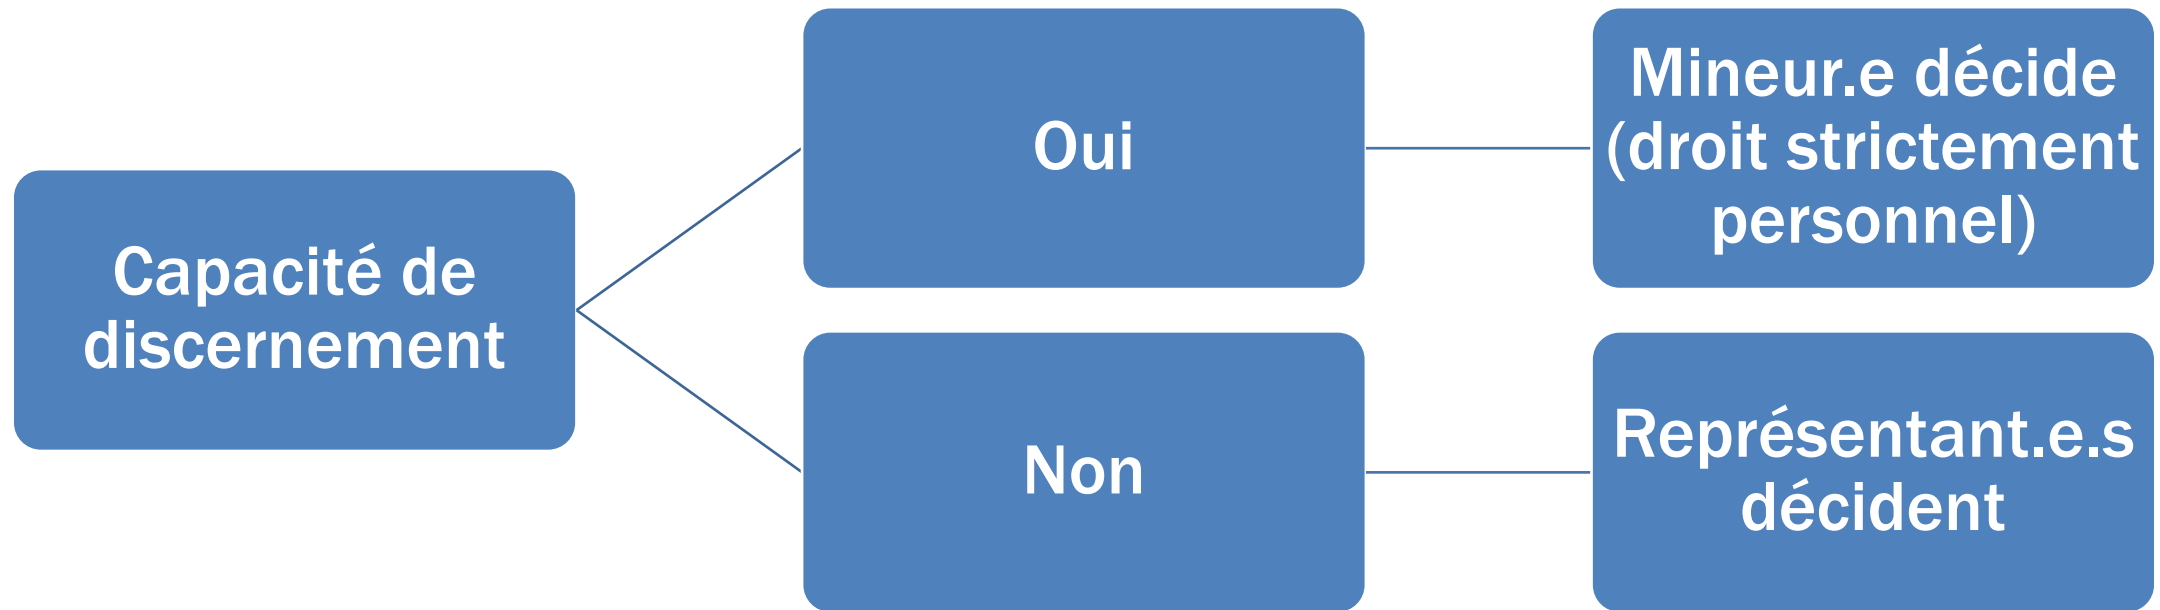 Capacité de
discernement
Oui
Mineur.e décide
(droit strictement
personnel)
Non
Représentant.e.s
décident